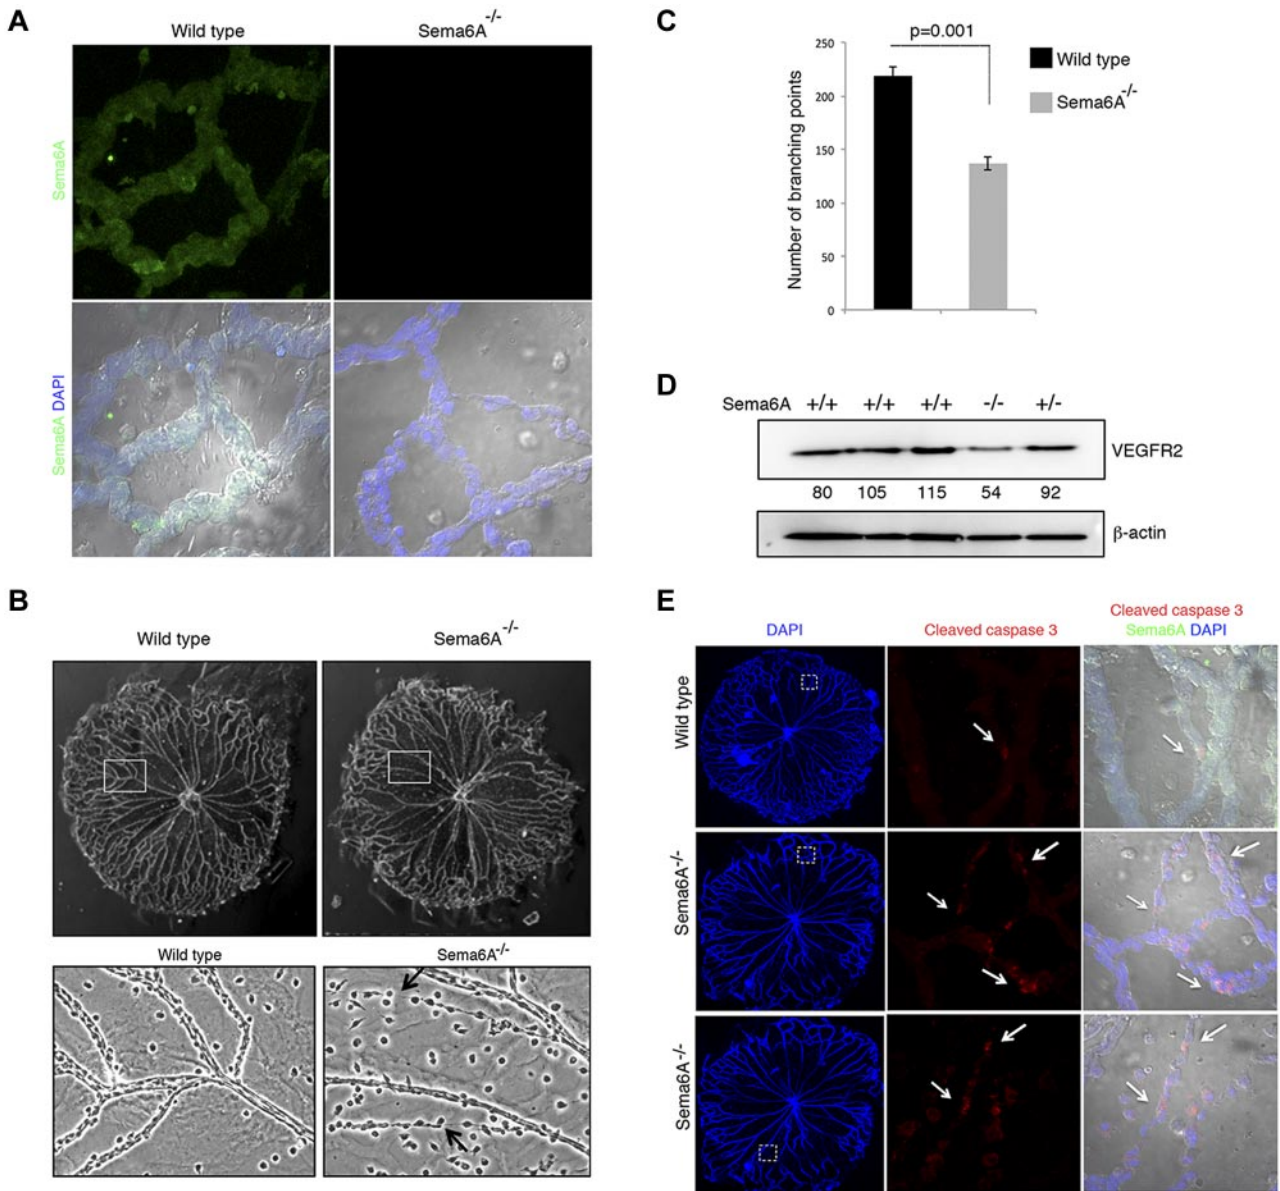 A
Wild type
Sema6A-/-
Sema6A
Sema6A DAPI
B
Wild type
Sema6A-/-
Wild type
Sema6A-/-
C
p=0.001
Wild type
Sema6A-/-
Number of branching points
250
200
150
100
50
0
D
Sema6A +/+ +/+ +/+ -/- +/-
VEGFR2
80 105 115 54 92
β-actin
E
DAPI
Cleaved caspase 3
Cleaved caspase 3
Sema6A DAPI
Wild type
Sema6A-/-
Sema6A-/-